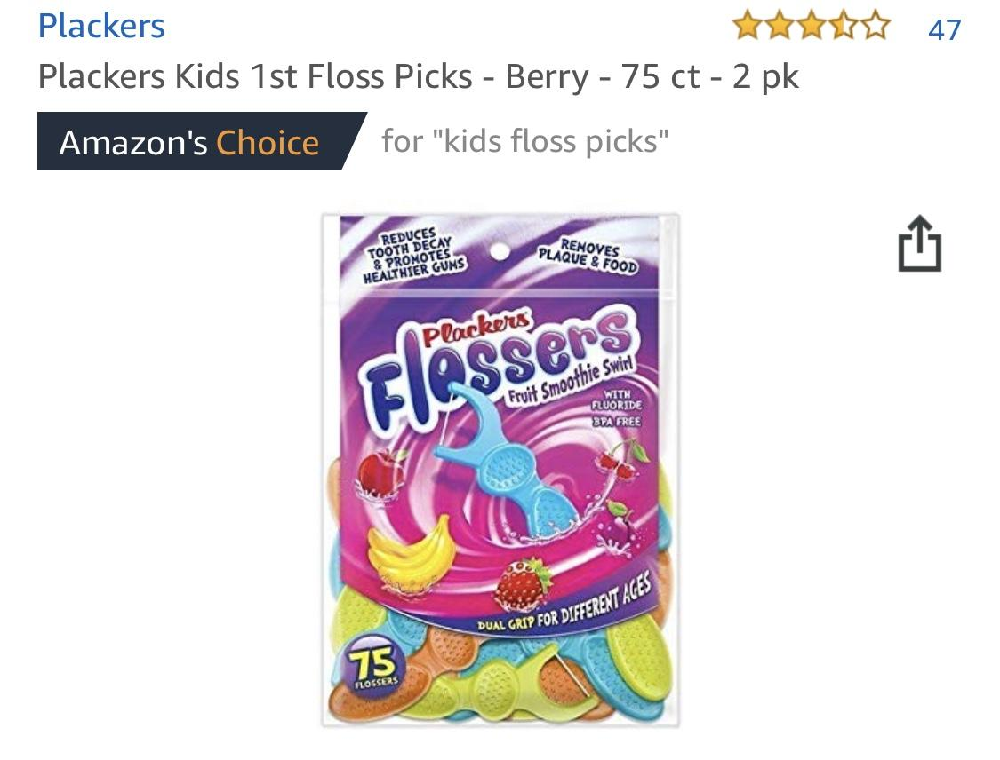 Plackers
47
Plackers Kids 1st Floss Picks - Berry - 75 ct - 2 pk
Amazon's Choice for "kids floss picks"
REDUCES
TOOTH DECAY
& PROMOTES
HEALTHIER GUMS
REMOVES
PLAQUE & FOOD
Plackers
Flossers
Fruit Smoothie Swirl
WITH
FLUORIDE
BPA FREE
DUAL GRIP FOR DIFFERENT AGES
75
FLOSSERS